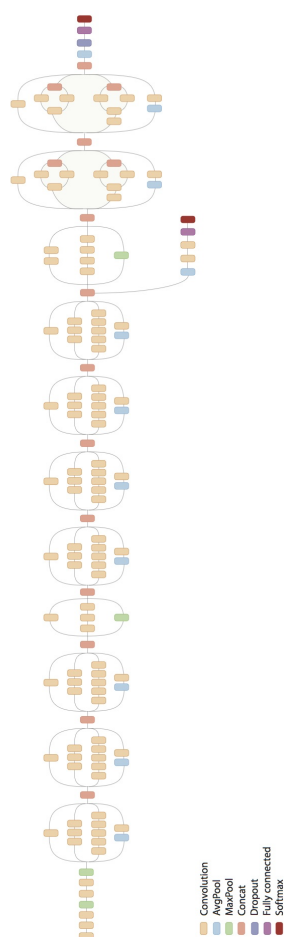 Convolution
AvgPool
MaxPool
Concat
Dropout
Fully connected
Softmax